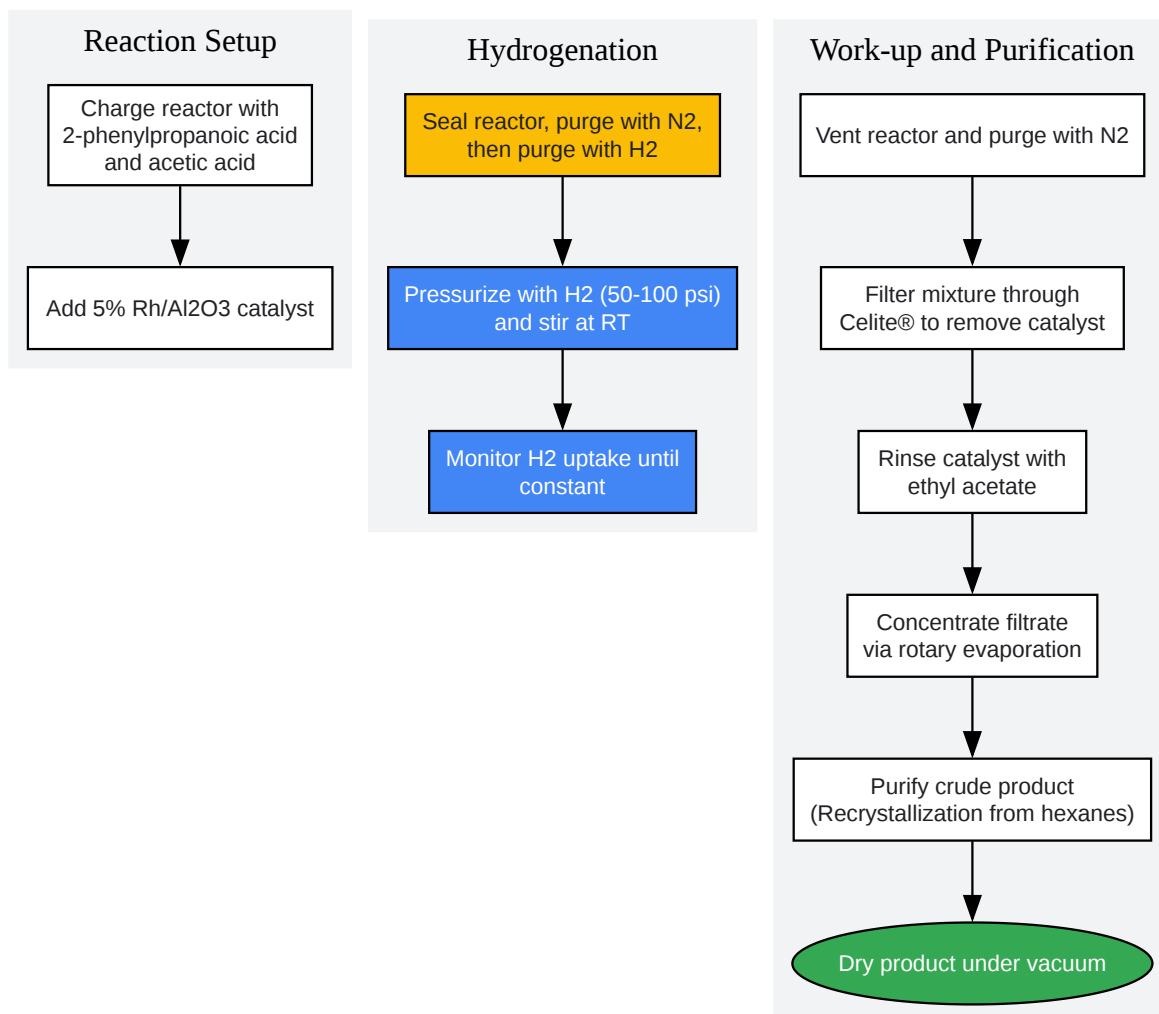 Reaction Setup
Charge reactor with
2-phenylpropanoic acid
and acetic acid
Add 5% Rh/Al2O3 catalyst
Hydrogenation
Seal reactor, purge with N2,
then purge with H2
Pressurize with H2 (50-100 psi)
and stir at RT
Monitor H2 uptake until
constant
Work-up and Purification
Vent reactor and purge with N2
Filter mixture through
Celite® to remove catalyst
Rinse catalyst with
ethyl acetate
Concentrate filtrate
via rotary evaporation
Purify crude product
(Recrystallization from hexanes)
Dry product under vacuum